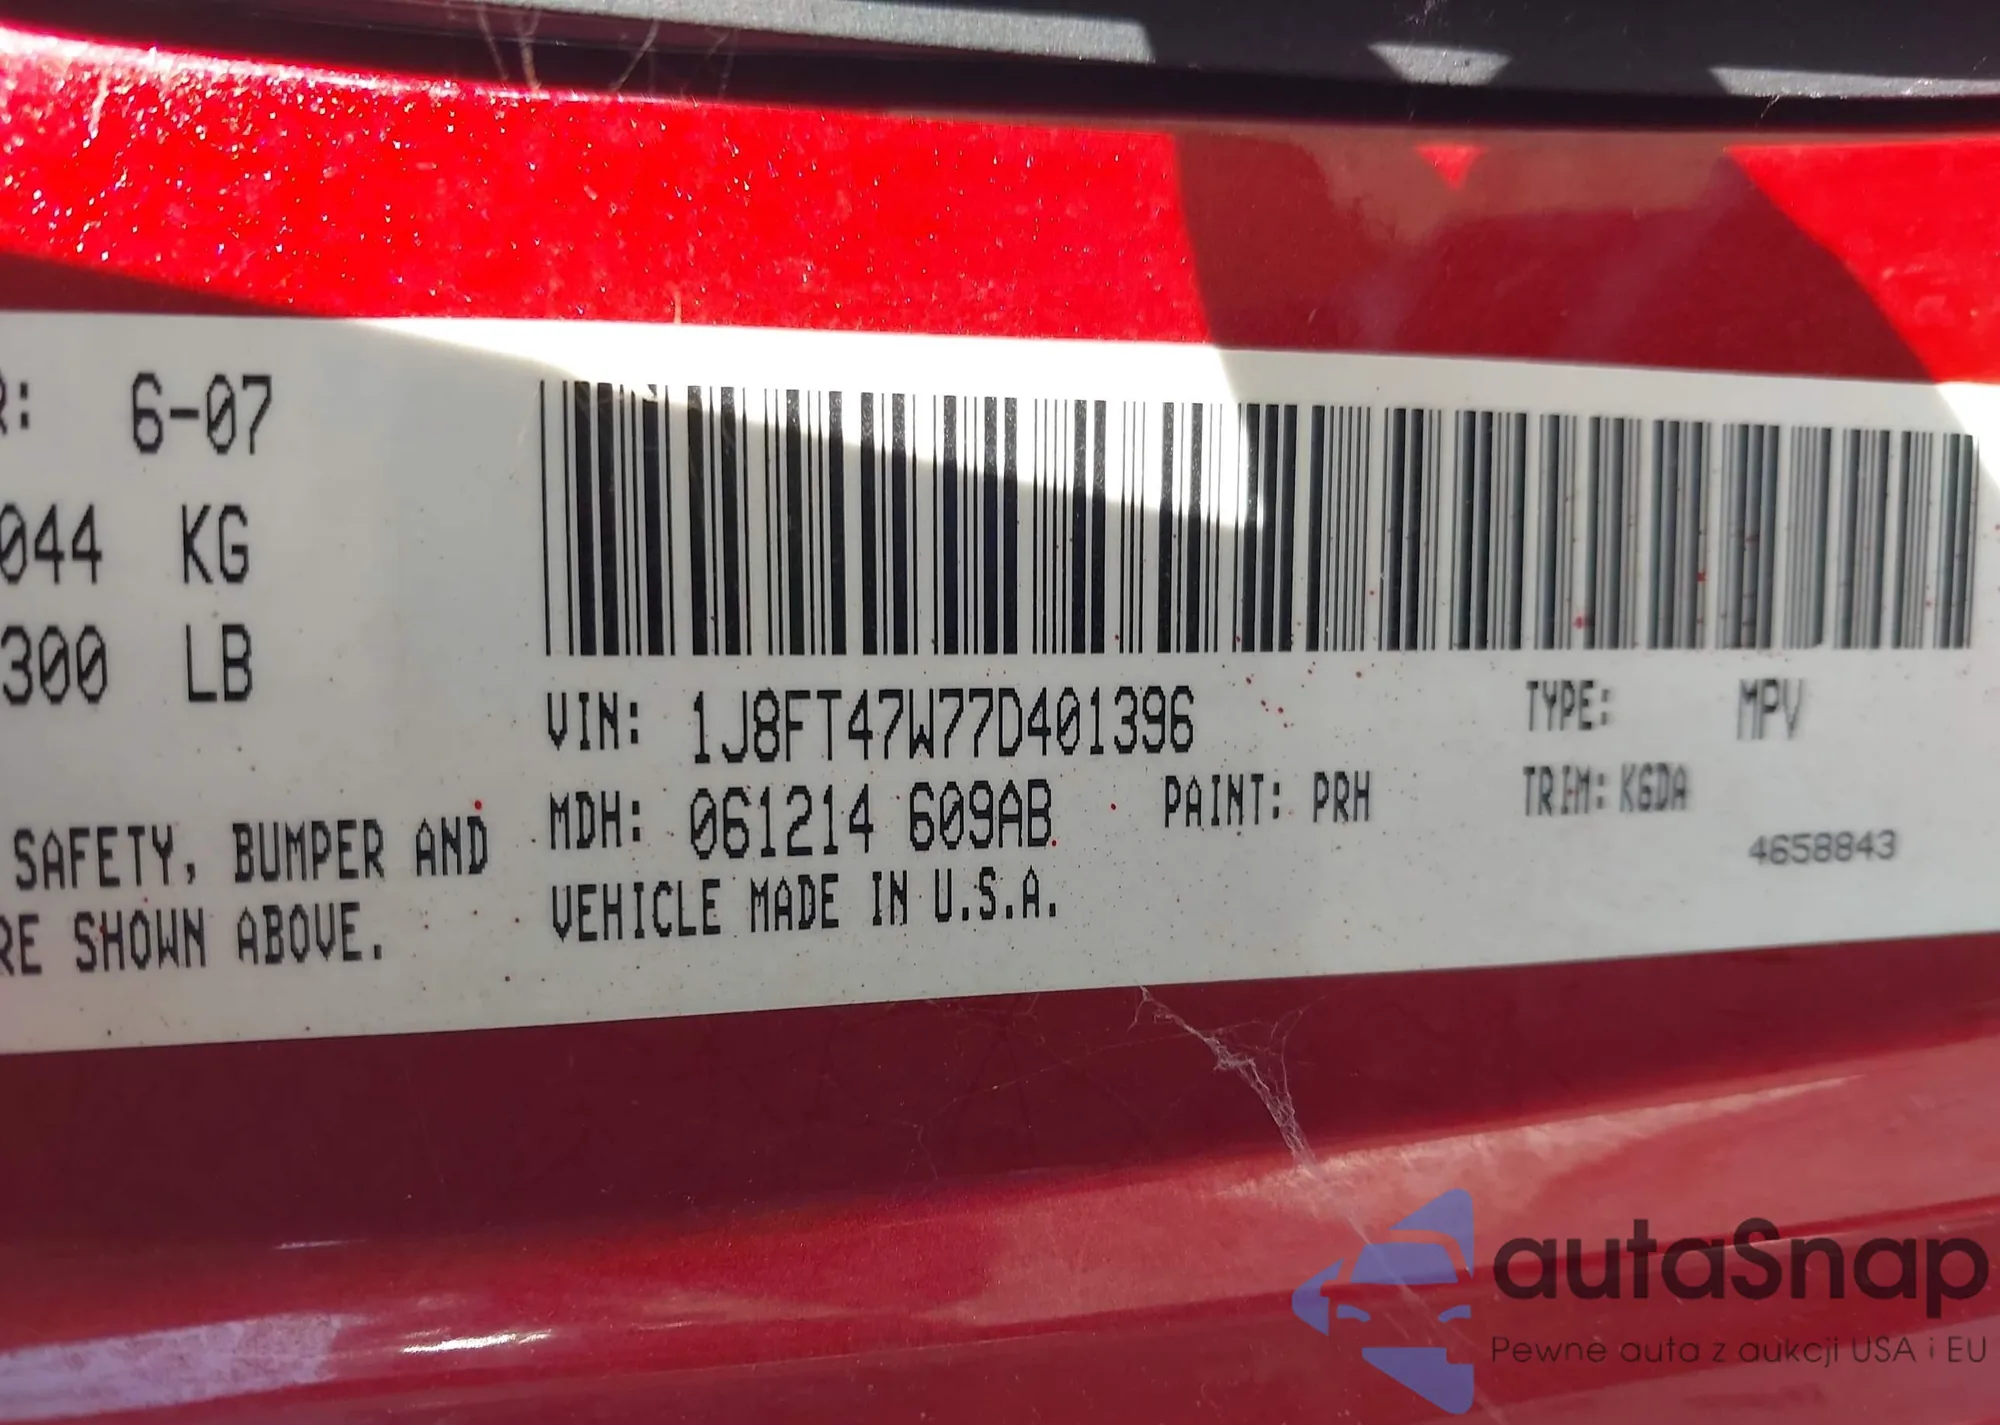 R: 6-07
044 KG
300 LB
VIN: 1J8FT47W77D401396
TYPE: MPV
MDH: 061214 609AB
PAINT: PRH
TRIM: KGDA
4658843
SAFETY, BUMPER AND
RE SHOWN ABOVE.
VEHICLE MADE IN U.S.A.
autaSnap
Pewne auta z aukcji USA i EU